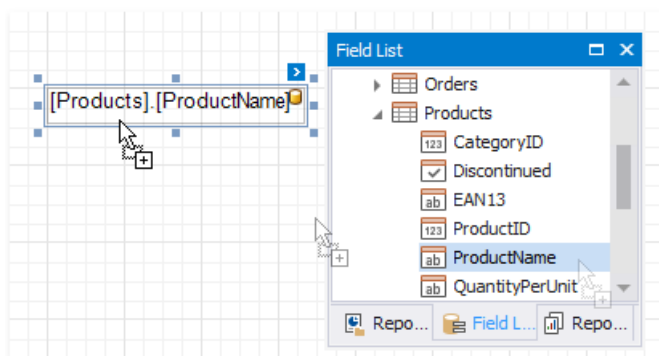 Field List
[Products].[ProductName]
Orders
Products
123 CategoryID
Discontinued
ab EAN13
123 ProductID
ab ProductName
ab QuantityPerUnit
Repo... Field L... Repo...